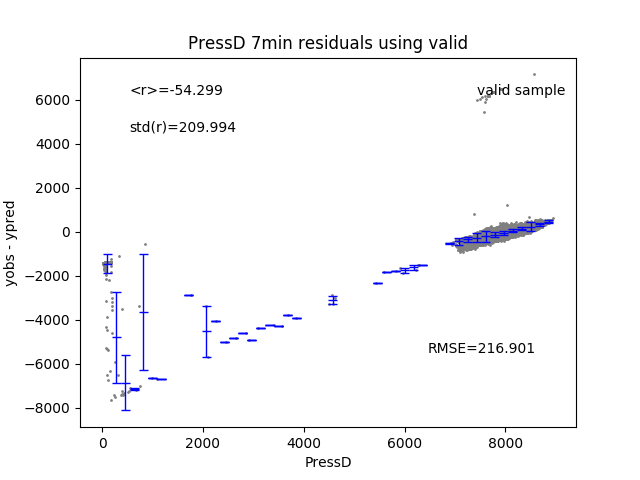 PressD 7min residuals using valid
<r>=-54.299
valid sample
std(r)=209.994
RMSE=216.901
yobs - ypred
6000
4000
2000
0
−2000
−4000
−6000
−8000
0 2000 4000 6000 8000
PressD